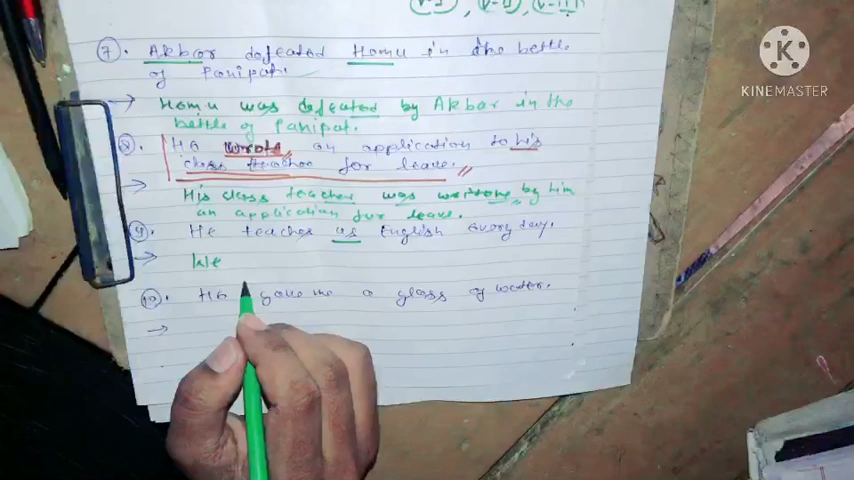 V-I, V-II, V-III
7. Akbar defeated Hemu in the battle
of Panipat.
→ Hemu was defeated by Akbar in the
battle of Panipat.
8. He wrote an application to his
class teacher for leave.
→ His class teacher was written by him
an application for leave.
9. He teaches us English every day.
→ We
10. He gave me a glass of water.
→
K
KINEMASTER